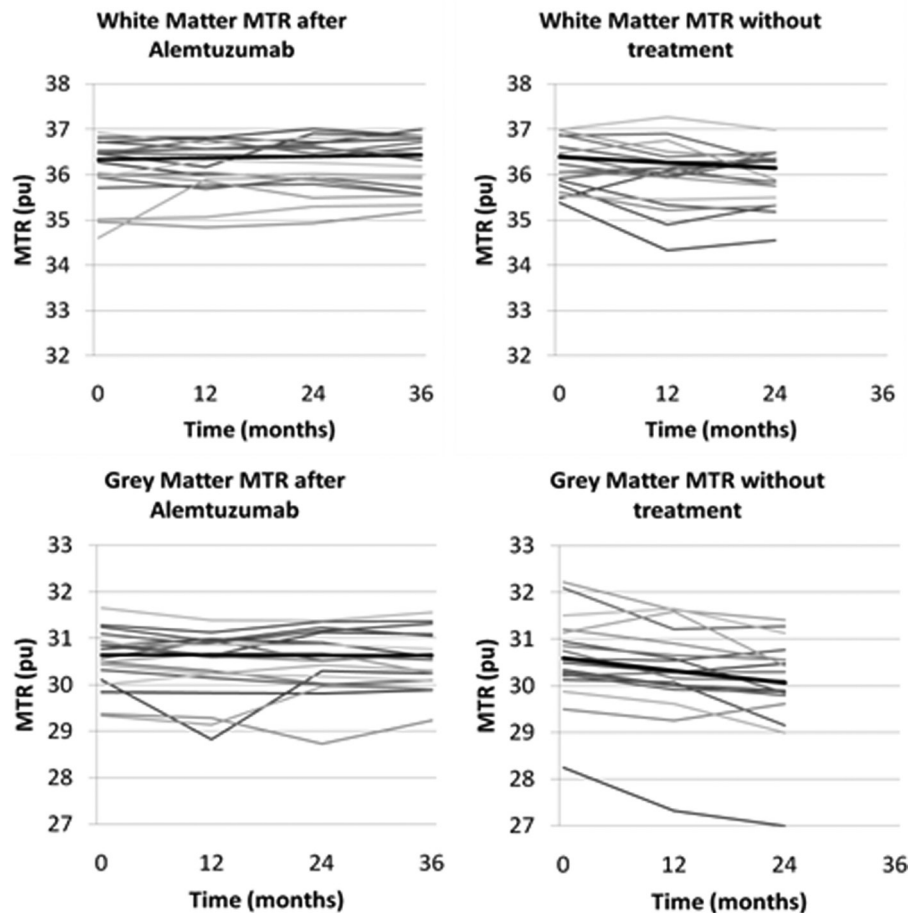 White Matter MTR after
Alemtuzumab
38
37
36
35
34
33
32
MTR (pu)
0 12 24 36
Time (months)
White Matter MTR without
treatment
38
37
36
35
34
33
32
MTR (pu)
0 12 24 36
Time (months)
Grey Matter MTR after
Alemtuzumab
33
32
31
30
29
28
27
MTR (pu)
0 12 24 36
Time (months)
Grey Matter MTR without
treatment
33
32
31
30
29
28
27
MTR (pu)
0 12 24 36
Time (months)